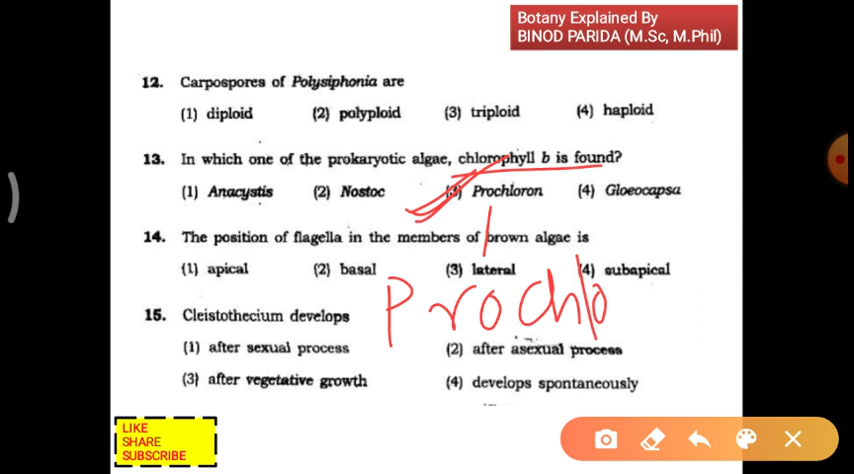 Botany Explained By
BINOD PARIDA (M.Sc, M.Phil)
12. Carpospores of Polysiphonia are
(1) diploid (2) polyploid (3) triploid (4) haploid
13. In which one of the prokaryotic algae, chlorophyll b is found?
(1) Anacystis (2) Nostoc (3) Prochloron (4) Gloeocapsa
14. The position of flagella in the members of brown algae is
(1) apical (2) basal (3) lateral (4) subapical
Prochlo
15. Cleistothecium develops
(1) after sexual process (2) after asexual process
(3) after vegetative growth (4) develops spontaneously
LIKE
SHARE
SUBSCRIBE